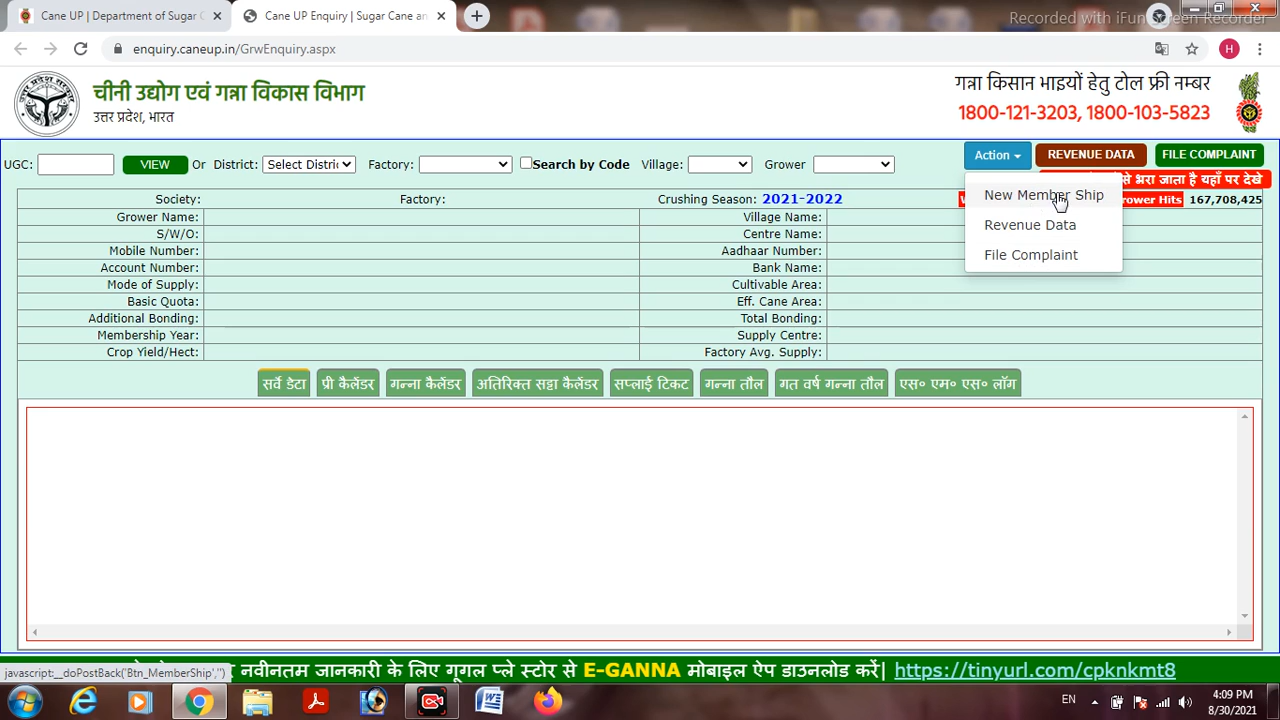 Cane UP | Department of Sugar C
Cane UP Enquiry | Sugar Cane an
Recorded with iFun Screen Recorder
enquiry.caneup.in/GrwEnquiry.aspx
H
चीनी उद्योग एवं गन्ना विकास विभाग
उत्तर प्रदेश, भारत
गन्ना किसान भाइयों हेतु टोल फ्री नम्बर
1800-121-3203, 1800-103-5823
UGC: VIEW Or District: Select Distric Factory: Search by Code Village: Grower Action REVENUE DATA FILE COMPLAINT
से भरा जाता है यहाँ पर देखे
Society: Factory: Crushing Season: 2021-2022 rower Hits 167,708,425
New Member Ship
Revenue Data
File Complaint
Grower Name: Village Name:
S/W/O: Centre Name:
Mobile Number: Aadhaar Number:
Account Number: Bank Name:
Mode of Supply: Cultivable Area:
Basic Quota: Eff. Cane Area:
Additional Bonding: Total Bonding:
Membership Year: Supply Centre:
Crop Yield/Hect: Factory Avg. Supply:
सर्वे डेटा प्री कैलेंडर गन्ना कैलेंडर अतिरिक्त सट्टा कैलेंडर सप्लाई टिकट गन्ना तौल गत वर्ष गन्ना तौल एस० एम० एस० लॉग
नवीनतम जानकारी के लिए गूगल प्ले स्टोर से E-GANNA मोबाइल ऐप डाउनलोड करें| https://tinyurl.com/cpknkmt8
javascript:__doPostBack('Btn_MemberShip','')
EN 4:09 PM
8/30/2021